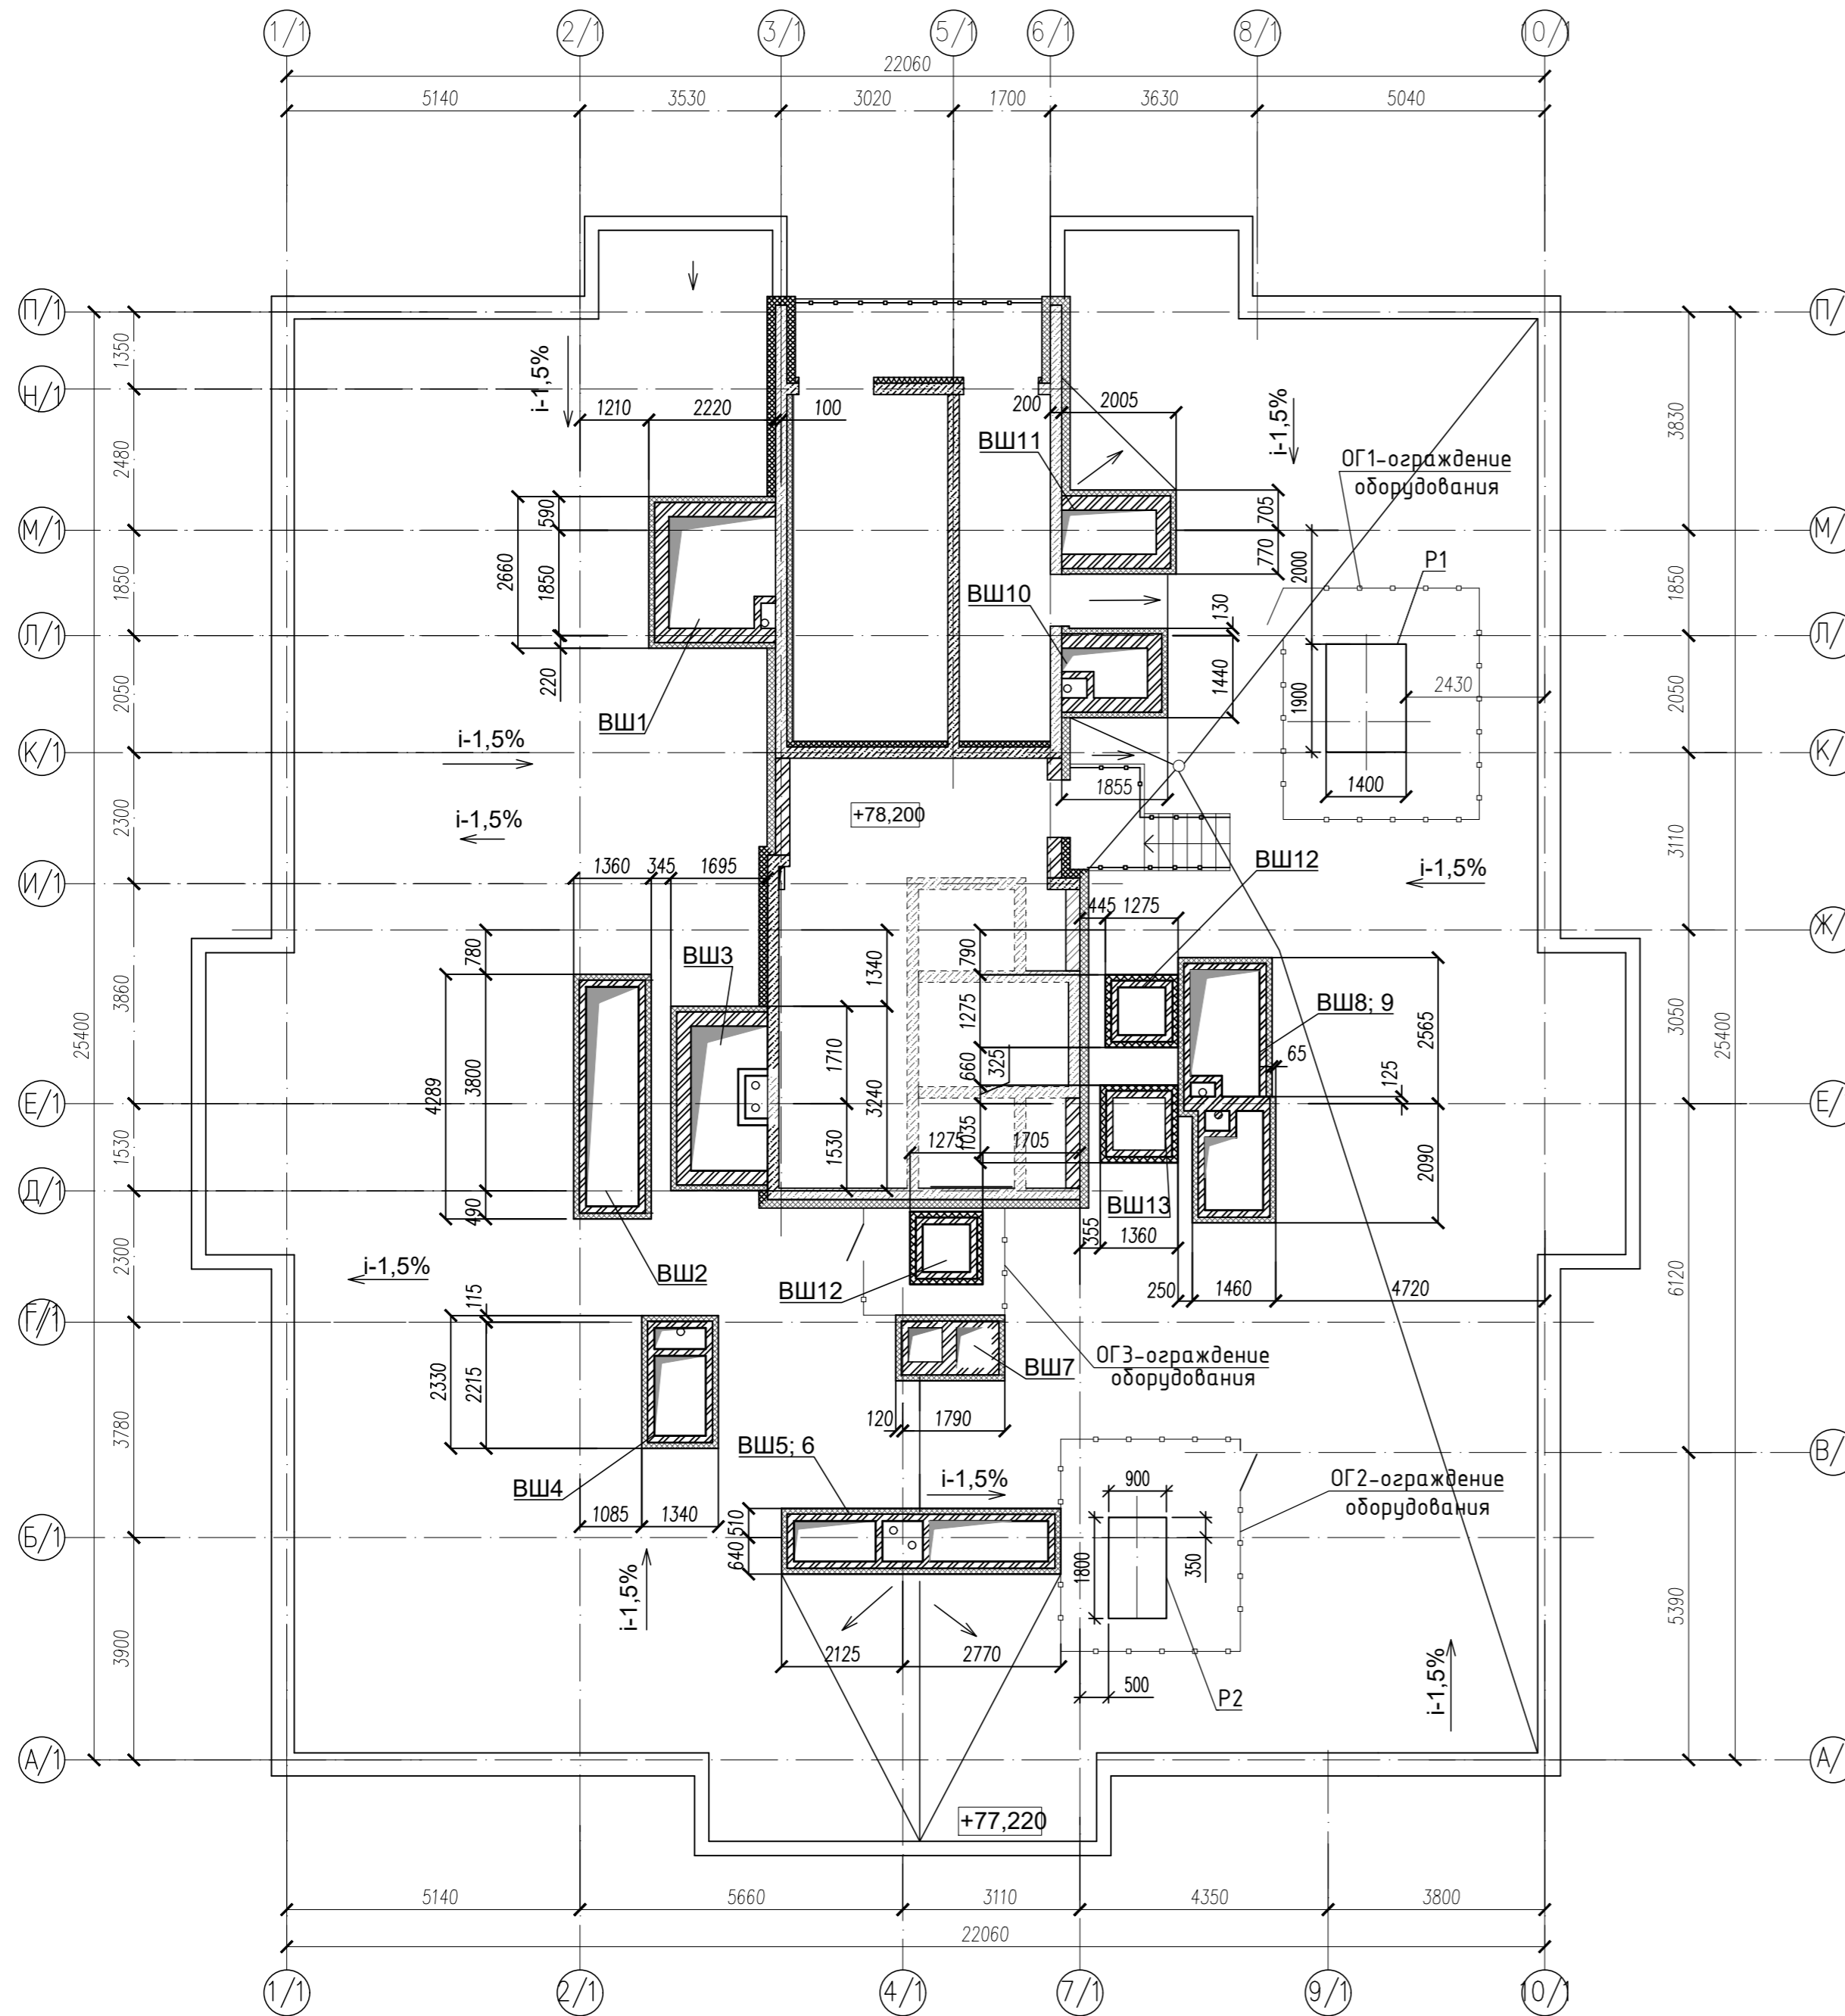 1/1 2/1 3/1 5/1 6/1 8/1 10/1
22060
5140 3530 3020 1700 3630 5040
П/1 П/
1350
Н/1
i-1,5%
1210 2220 100
200 2005
i-1,5%
3830
2480
ВШ11
ОГ1-ограждение
оборудования
590
705
М/1 М/
2660
1850
770
2000
Р1
1850
1850
ВШ10
130
Л/1 Л/
220
1440
1900
2430
2050
2050
ВШ1
i-1,5%
К/1 К/
1855
1400
+78,200
2300
i-1,5%
3110
1360 345 1695
ВШ12
И/1
i-1,5%
445 1275
Ж/
780
ВШ3
1340
790
3860
1275
ВШ8; 9
2565
3050
25400
25400
4289
3800
1710
660
325
65
125
3240
Е/1 Е/
1530
1530
1275
1035
1705
2090
Д/1
490
ВШ13
355 1360
2300
i-1,5%
ВШ2
ВШ12
250 1460 4720
6120
115
Г/1
2330
2215
ВШ7
ОГ3-ограждение
оборудования
3780
120 1790
ВШ5; 6
В/
ВШ4
i-1,5%
900
ОГ2-ограждение
оборудования
1085 1340
510
Б/1
640
1800
350
i-1,5%
5390
3900
2125 2770
500
Р2
i-1,5%
А/1 А/
+77,220
5140 5660 3110 4350 3800
22060
1/1 2/1 4/1 7/1 9/1 10/1